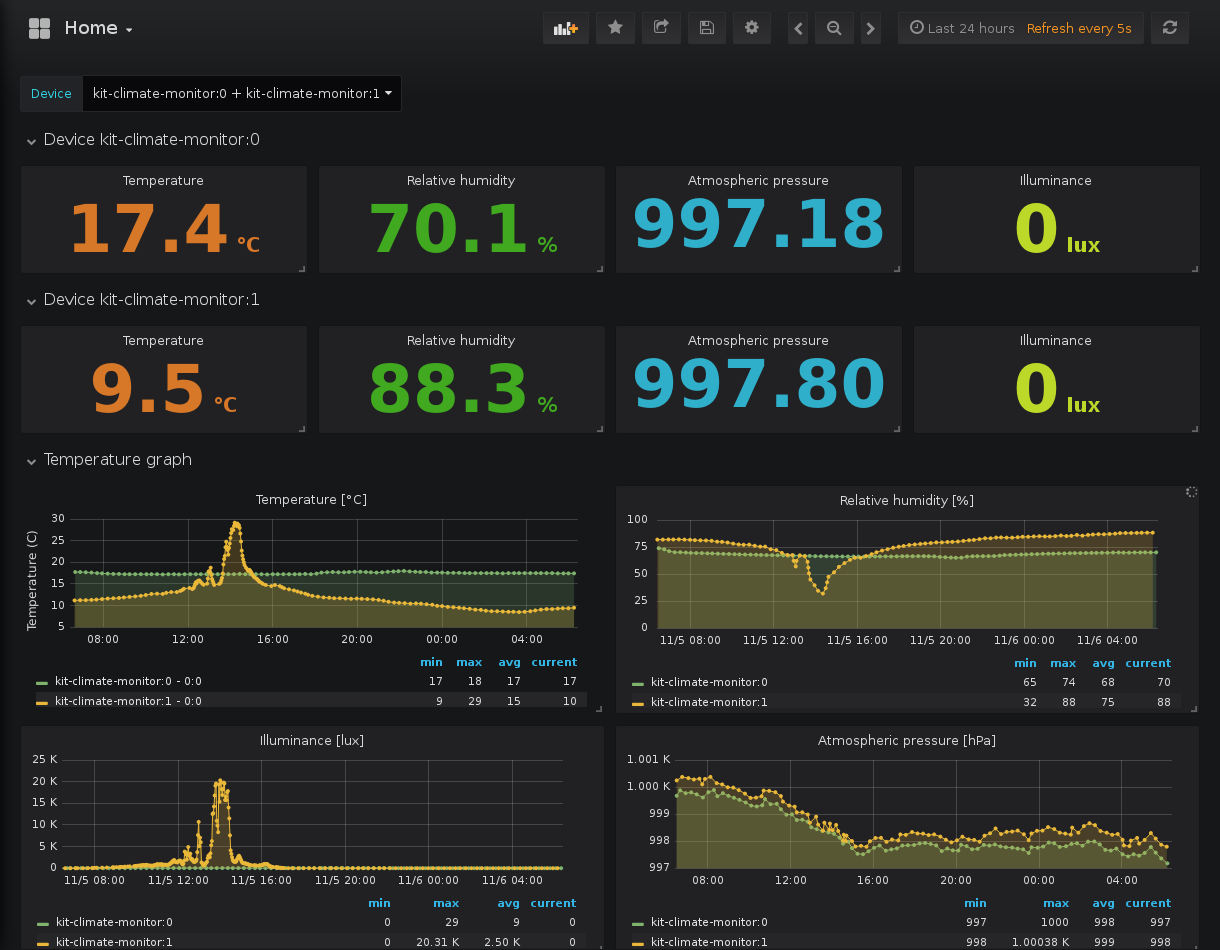 Home
Last 24 hours Refresh every 5s
Device kit-climate-monitor:0 + kit-climate-monitor:1
Device kit-climate-monitor:0
Temperature Relative humidity Atmospheric pressure Illuminance
17.4 °C 70.1 % 997.18 0 lux
Device kit-climate-monitor:1
Temperature Relative humidity Atmospheric pressure Illuminance
9.5 °C 88.3 % 997.80 0 lux
Temperature graph
Temperature [°C]
Temperature (C)
30
25
20
15
10
5
08:00 12:00 16:00 20:00 00:00 04:00
min max avg current
kit-climate-monitor:0 - 0:0 17 18 17 17
kit-climate-monitor:1 - 0:0 9 29 15 10
Relative humidity [%]
100
75
50
25
0
11/5 08:00 11/5 12:00 11/5 16:00 11/5 20:00 11/6 00:00 11/6 04:00
min max avg current
kit-climate-monitor:0 65 74 68 70
kit-climate-monitor:1 32 88 75 88
Illuminance [lux]
25 K
20 K
15 K
10 K
5 K
0
11/5 08:00 11/5 12:00 11/5 16:00 11/5 20:00 11/6 00:00 11/6 04:00
min max avg current
kit-climate-monitor:0 0 29 9 0
kit-climate-monitor:1 0 20.31 K 2.50 K 0
Atmospheric pressure [hPa]
1.001 K
1.000 K
999
998
997
08:00 12:00 16:00 20:00 00:00 04:00
min max avg current
kit-climate-monitor:0 997 1000 998 997
kit-climate-monitor:1 998 1.00038 K 999 998